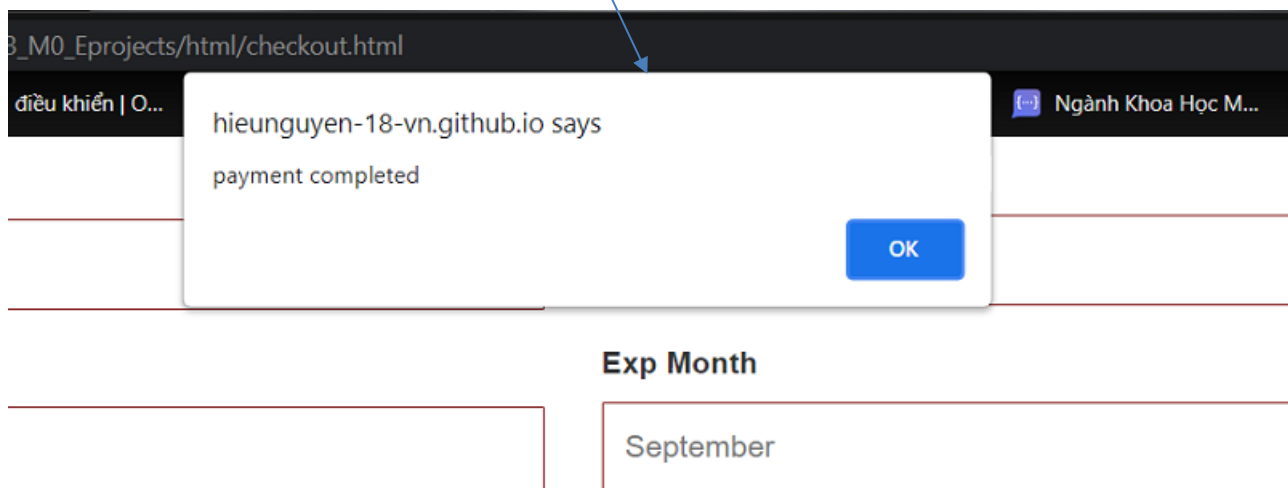 3_M0_Eprojects/html/checkout.html
điều khiển | O...
Ngành Khoa Học M...
hieunguyen-18-vn.github.io says
payment completed
OK
Exp Month
September